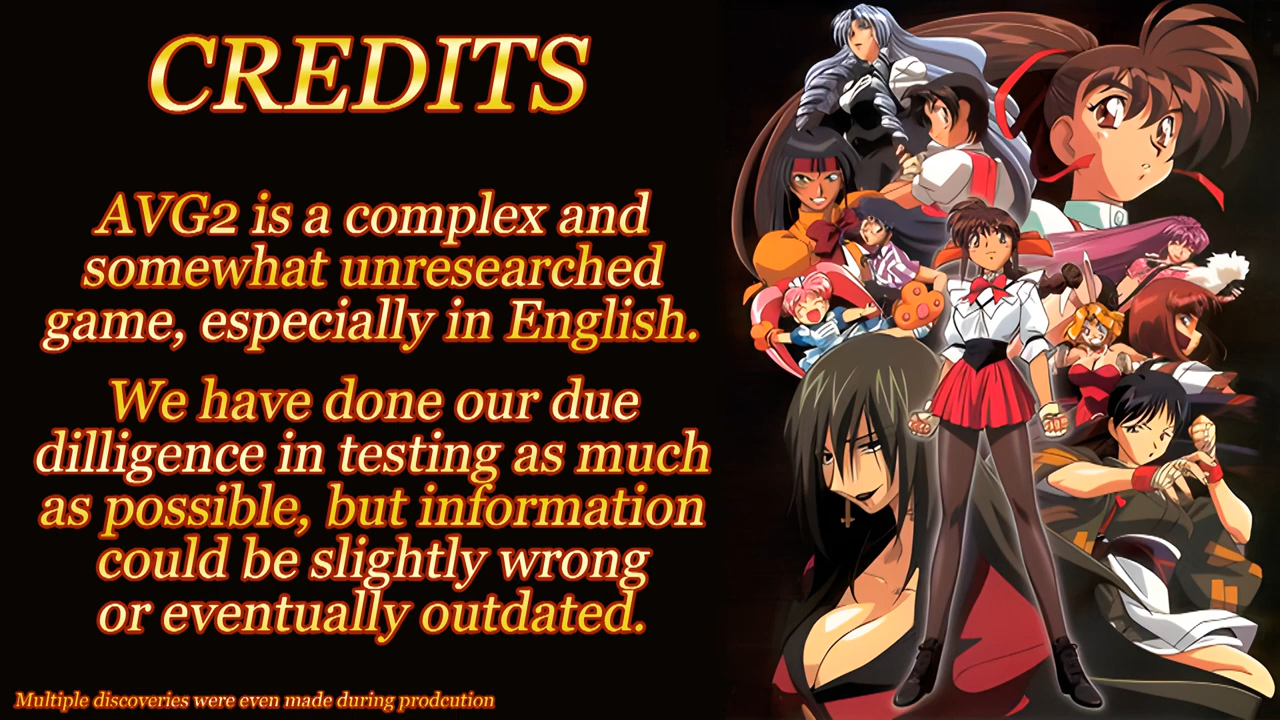 CREDITS
AVG2 is a complex and
somewhat unresearched
game, especially in English.
We have done our due
dilligence in testing as much
as possible, but information
could be slightly wrong
or eventually outdated.
Multiple discoveries were even made during prodcution